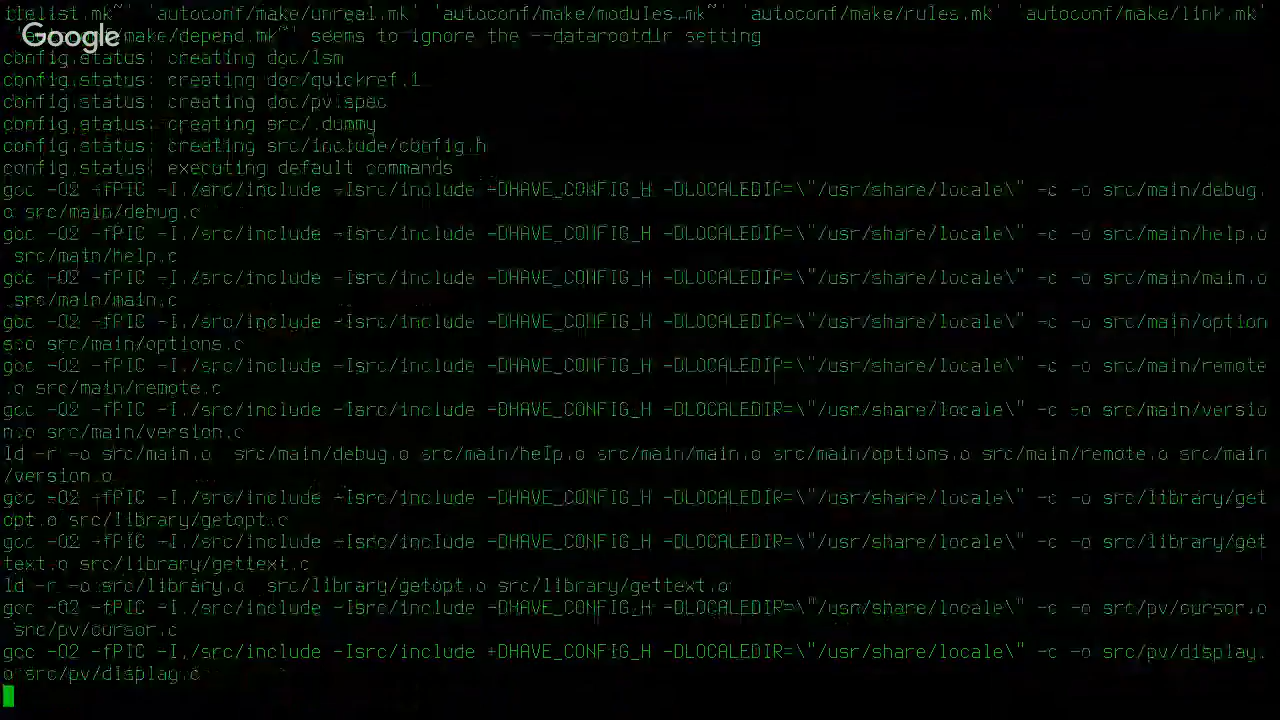 filelist.mk~' 'autoconf/make/unreal.mk' 'autoconf/make/modules.mk~' 'autoconf/make/rules.mk' 'autoconf/make/link.mk'
Google
/make/depend.mk~' seems to ignore the --datarootdir setting
config.status: creating doc/lsm
config.status: creating doc/quickref.1
config.status: creating doc/pv.spec
config.status: creating src/.dummy
config.status: creating src/include/config.h
config.status: executing default commands
gcc -O2 -fPIC -I./src/include -Isrc/include -DHAVE_CONFIG_H -DLOCALEDIR=\"/usr/share/locale\" -c -o src/main/debug.
o src/main/debug.c
gcc -O2 -fPIC -I./src/include -Isrc/include -DHAVE_CONFIG_H -DLOCALEDIR=\"/usr/share/locale\" -c -o src/main/help.o
src/main/help.c
gcc -O2 -fPIC -I./src/include -Isrc/include -DHAVE_CONFIG_H -DLOCALEDIR=\"/usr/share/locale\" -c -o src/main/main.o
src/main/main.c
gcc -O2 -fPIC -I./src/include -Isrc/include -DHAVE_CONFIG_H -DLOCALEDIR=\"/usr/share/locale\" -c -o src/main/option
s.o src/main/options.c
gcc -O2 -fPIC -I./src/include -Isrc/include -DHAVE_CONFIG_H -DLOCALEDIR=\"/usr/share/locale\" -c -o src/main/remote
.o src/main/remote.c
gcc -O2 -fPIC -I./src/include -Isrc/include -DHAVE_CONFIG_H -DLOCALEDIR=\"/usr/share/locale\" -c -o src/main/versio
n.o src/main/version.c
ld -r -o src/main.o  src/main/debug.o src/main/help.o src/main/main.o src/main/options.o src/main/remote.o src/main
/version.o
gcc -O2 -fPIC -I./src/include -Isrc/include -DHAVE_CONFIG_H -DLOCALEDIR=\"/usr/share/locale\" -c -o src/library/get
opt.o src/library/getopt.c
gcc -O2 -fPIC -I./src/include -Isrc/include -DHAVE_CONFIG_H -DLOCALEDIR=\"/usr/share/locale\" -c -o src/library/get
text.o src/library/gettext.c
ld -r -o src/library.o  src/library/getopt.o src/library/gettext.o
gcc -O2 -fPIC -I./src/include -Isrc/include -DHAVE_CONFIG_H -DLOCALEDIR=\"/usr/share/locale\" -c -o src/pv/cursor.o
src/pv/cursor.c
gcc -O2 -fPIC -I./src/include -Isrc/include -DHAVE_CONFIG_H -DLOCALEDIR=\"/usr/share/locale\" -c -o src/pv/display.
o src/pv/display.c